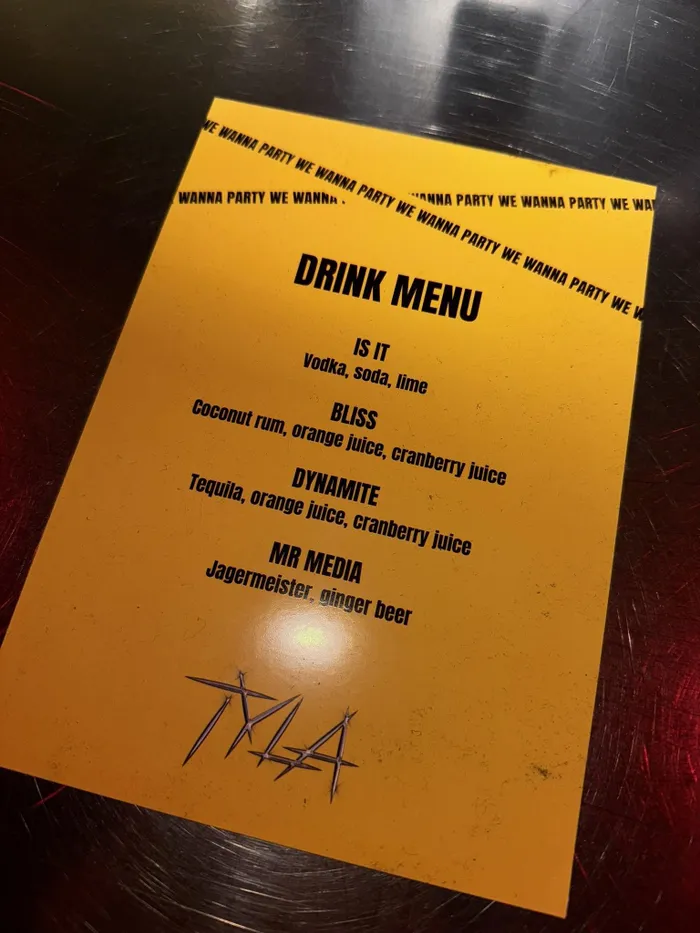 WE WANNA PARTY WE WANNA PARTY WE WANNA PARTY WE WANNA PARTY WE
WANNA PARTY WE WANNA PARTY WE WANNA PARTY WE
DRINK MENU
IS IT
Vodka, soda, lime
BLISS
Coconut rum, orange juice, cranberry juice
DYNAMITE
Tequila, orange juice, cranberry juice
MR MEDIA
Jagermeister, ginger beer
TYLA